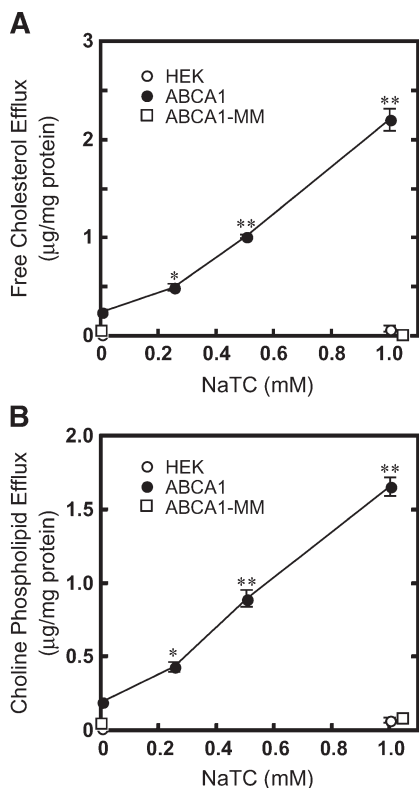 A
Free Cholesterol Efflux
(μg/mg protein)
3
2
1
0
HEK
ABCA1
ABCA1-MM
*
**
**
0 0.2 0.4 0.6 0.8 1.0
NaTC (mM)
B
Choline Phospholipid Efflux
(μg/mg protein)
2.0
1.5
1.0
0.5
0
HEK
ABCA1
ABCA1-MM
*
**
**
0 0.2 0.4 0.6 0.8 1.0
NaTC (mM)